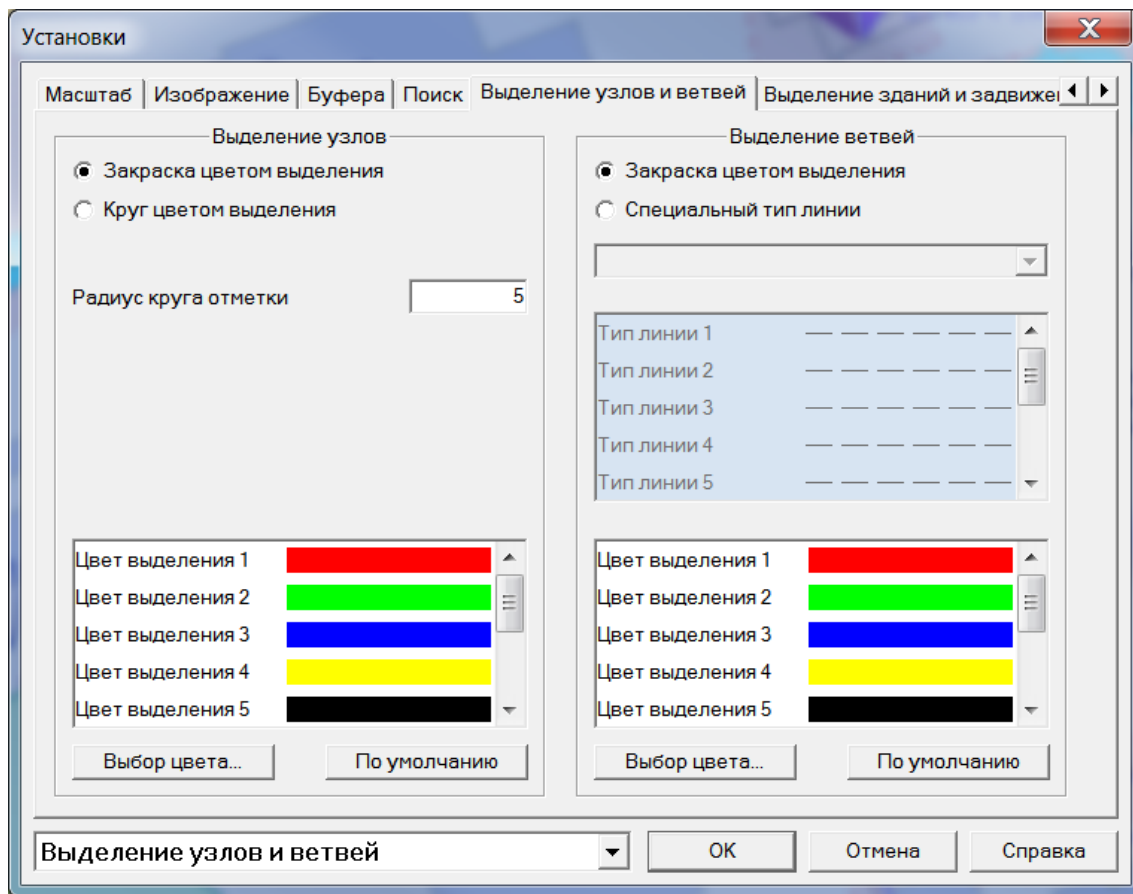 Установки
Масштаб Изображение Буфера Поиск Выделение узлов и ветвей Выделение зданий и задвиже
Выделение узлов
Закраска цветом выделения
Круг цветом выделения
Радиус круга отметки 5
Цвет выделения 1
Цвет выделения 2
Цвет выделения 3
Цвет выделения 4
Цвет выделения 5
Выбор цвета... По умолчанию
Выделение ветвей
Закраска цветом выделения
Специальный тип линии
Тип линии 1
Тип линии 2
Тип линии 3
Тип линии 4
Тип линии 5
Цвет выделения 1
Цвет выделения 2
Цвет выделения 3
Цвет выделения 4
Цвет выделения 5
Выбор цвета... По умолчанию
Выделение узлов и ветвей OK Отмена Справка